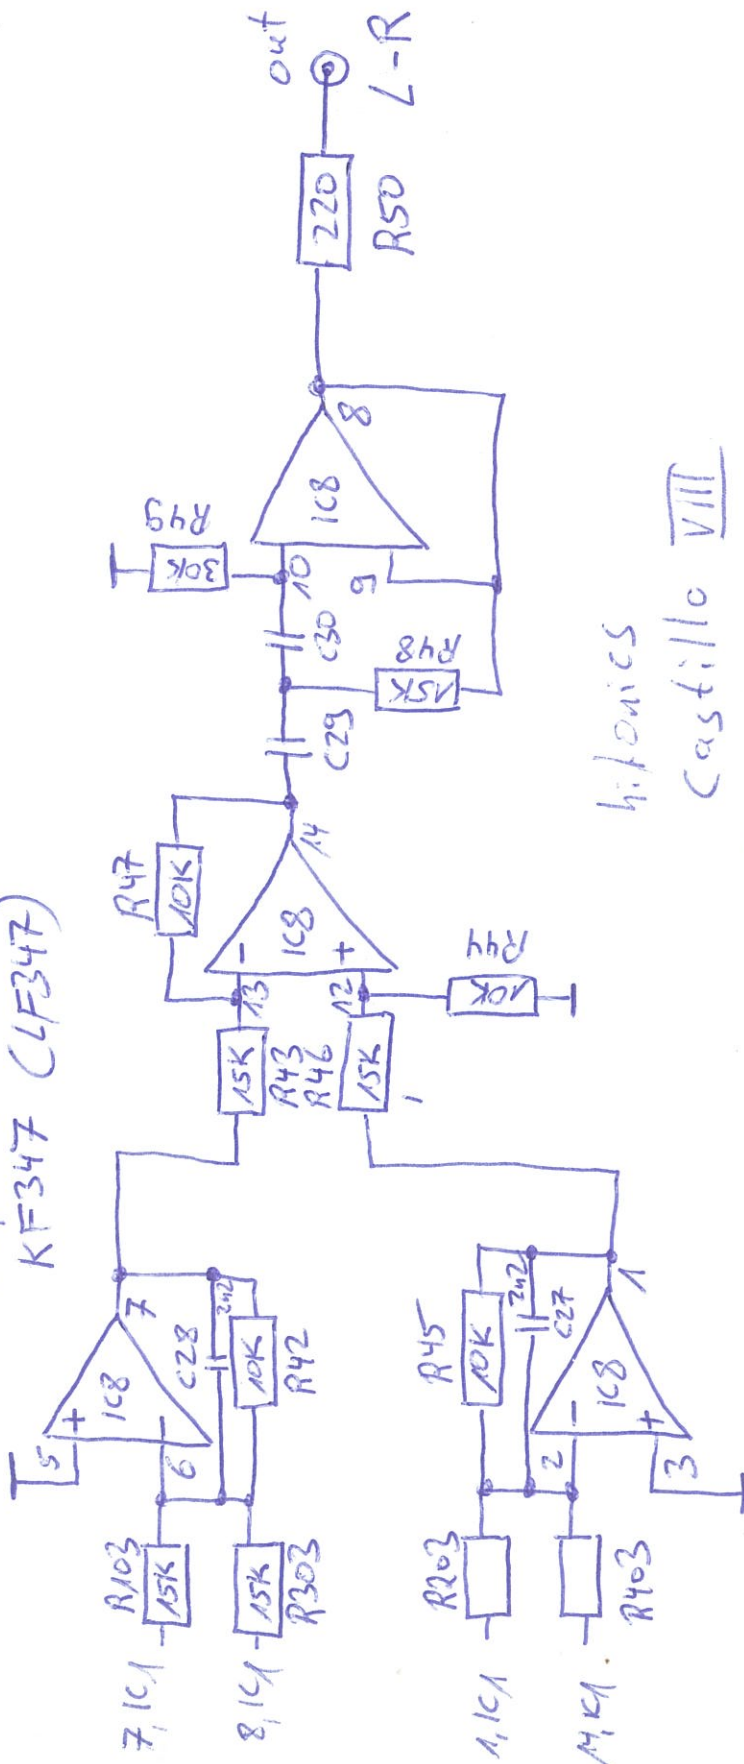 KF347 (LF347)
out
L-R
220
R50
8
IC8
R49
30K
10
9
C30
R48
15K
C29
hifonics
Castillo VIII
R47
10K
14
IC8
-
+
13
12
R44
10K
15K
R43
R46
15K
7
IC8
+
-
5
6
2n2
C28
10K
R42
R103
15K
15K
R303
7, IC1
8, IC1
R45
10K
2n2
C27
1
IC8
-
+
2
3
R203
R403
1, IC1
14, IC1